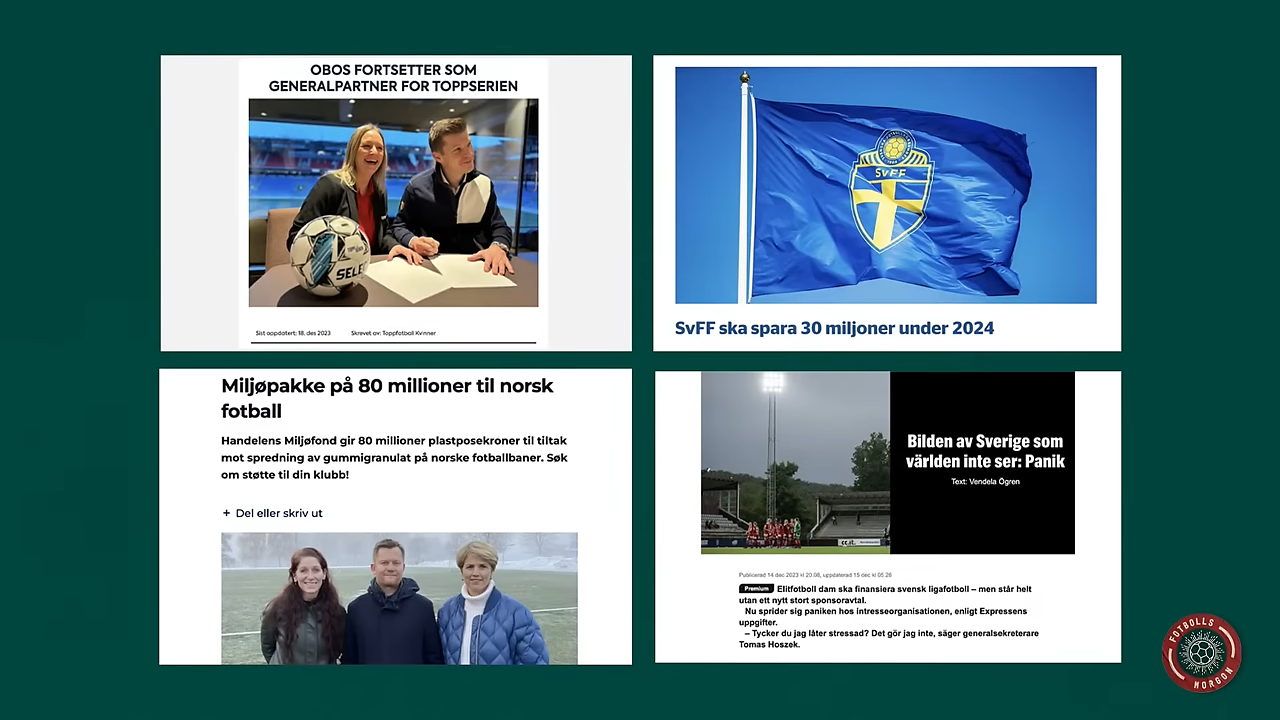 OBOS FORTSETTER SOM
GENERALPARTNER FOR TOPPSERIEN
SELE
Sist oppdatert: 18. des 2023 Skrevet av: Toppfotball Kvinner
SvFF
SvFF ska spara 30 miljoner under 2024
Miljøpakke på 80 millioner til norsk
fotball
Handelens Miljøfond gir 80 millioner plastposekroner til tiltak
mot spredning av gummigranulat på norske fotballbaner. Søk
om støtte til din klubb!
+ Del eller skriv ut
Bilden av Sverige som
världen inte ser: Panik
Text: Vendela Ögren
Publicerad 14 dec 2023 kl 20.08, uppdaterad 15 dec kl 05.26
Premium Elitfotboll dam ska finansiera svensk ligafotboll – men står helt
utan ett nytt stort sponsoravtal.
Nu sprider sig paniken hos intresseorganisationen, enligt Expressens
uppgifter.
– Tycker du jag låter stressad? Det gör jag inte, säger generalsekreterare
Tomas Hoszek.
FOTBOLLS
MORGON